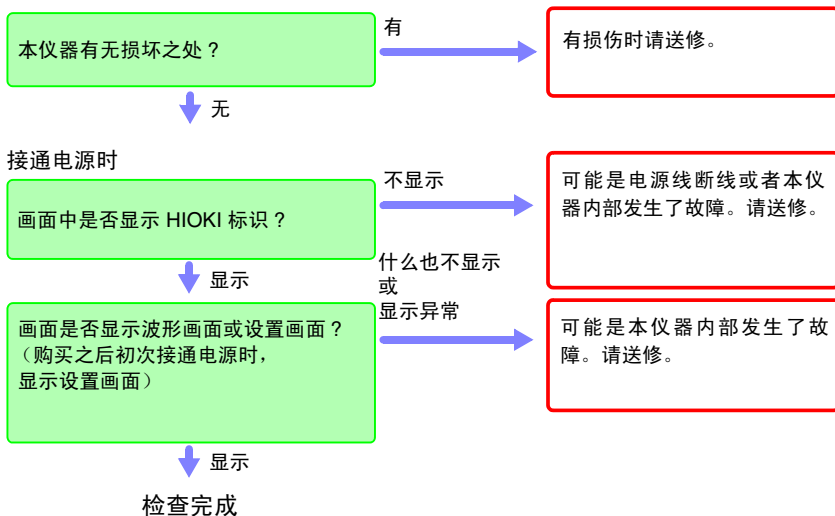 本仪器有无损坏之处？
有
有损伤时请送修。
无
接通电源时
画面中是否显示 HIOKI 标识？
不显示
可能是电源线断线或者本仪
器内部发生了故障。请送修。
显示
什么也不显示
或
显示异常
画面是否显示波形画面或设置画面？
（购买之后初次接通电源时，
显示设置画面）
可能是本仪器内部发生了故
障。请送修。
显示
检查完成